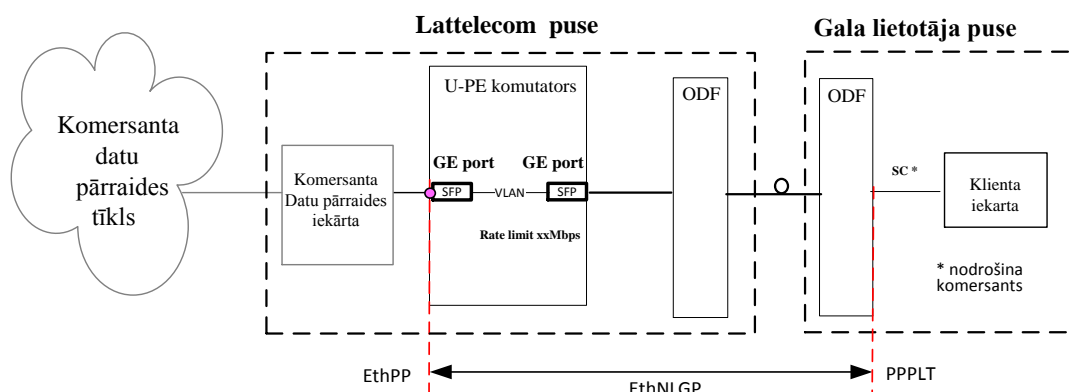 Lattelecom puse
Gala lietotāja puse
Komersanta
datu
pārraides
tīkls
Komersanta
Datu pārraides
iekārta
U-PE komutators
GE port
GE port
SFP
VLAN
SFP
Rate limit xxMbps
ODF
ODF
SC *
Klienta
iekarta
* nodrošina
komersants
EthPP
EthNLGP
PPPLT